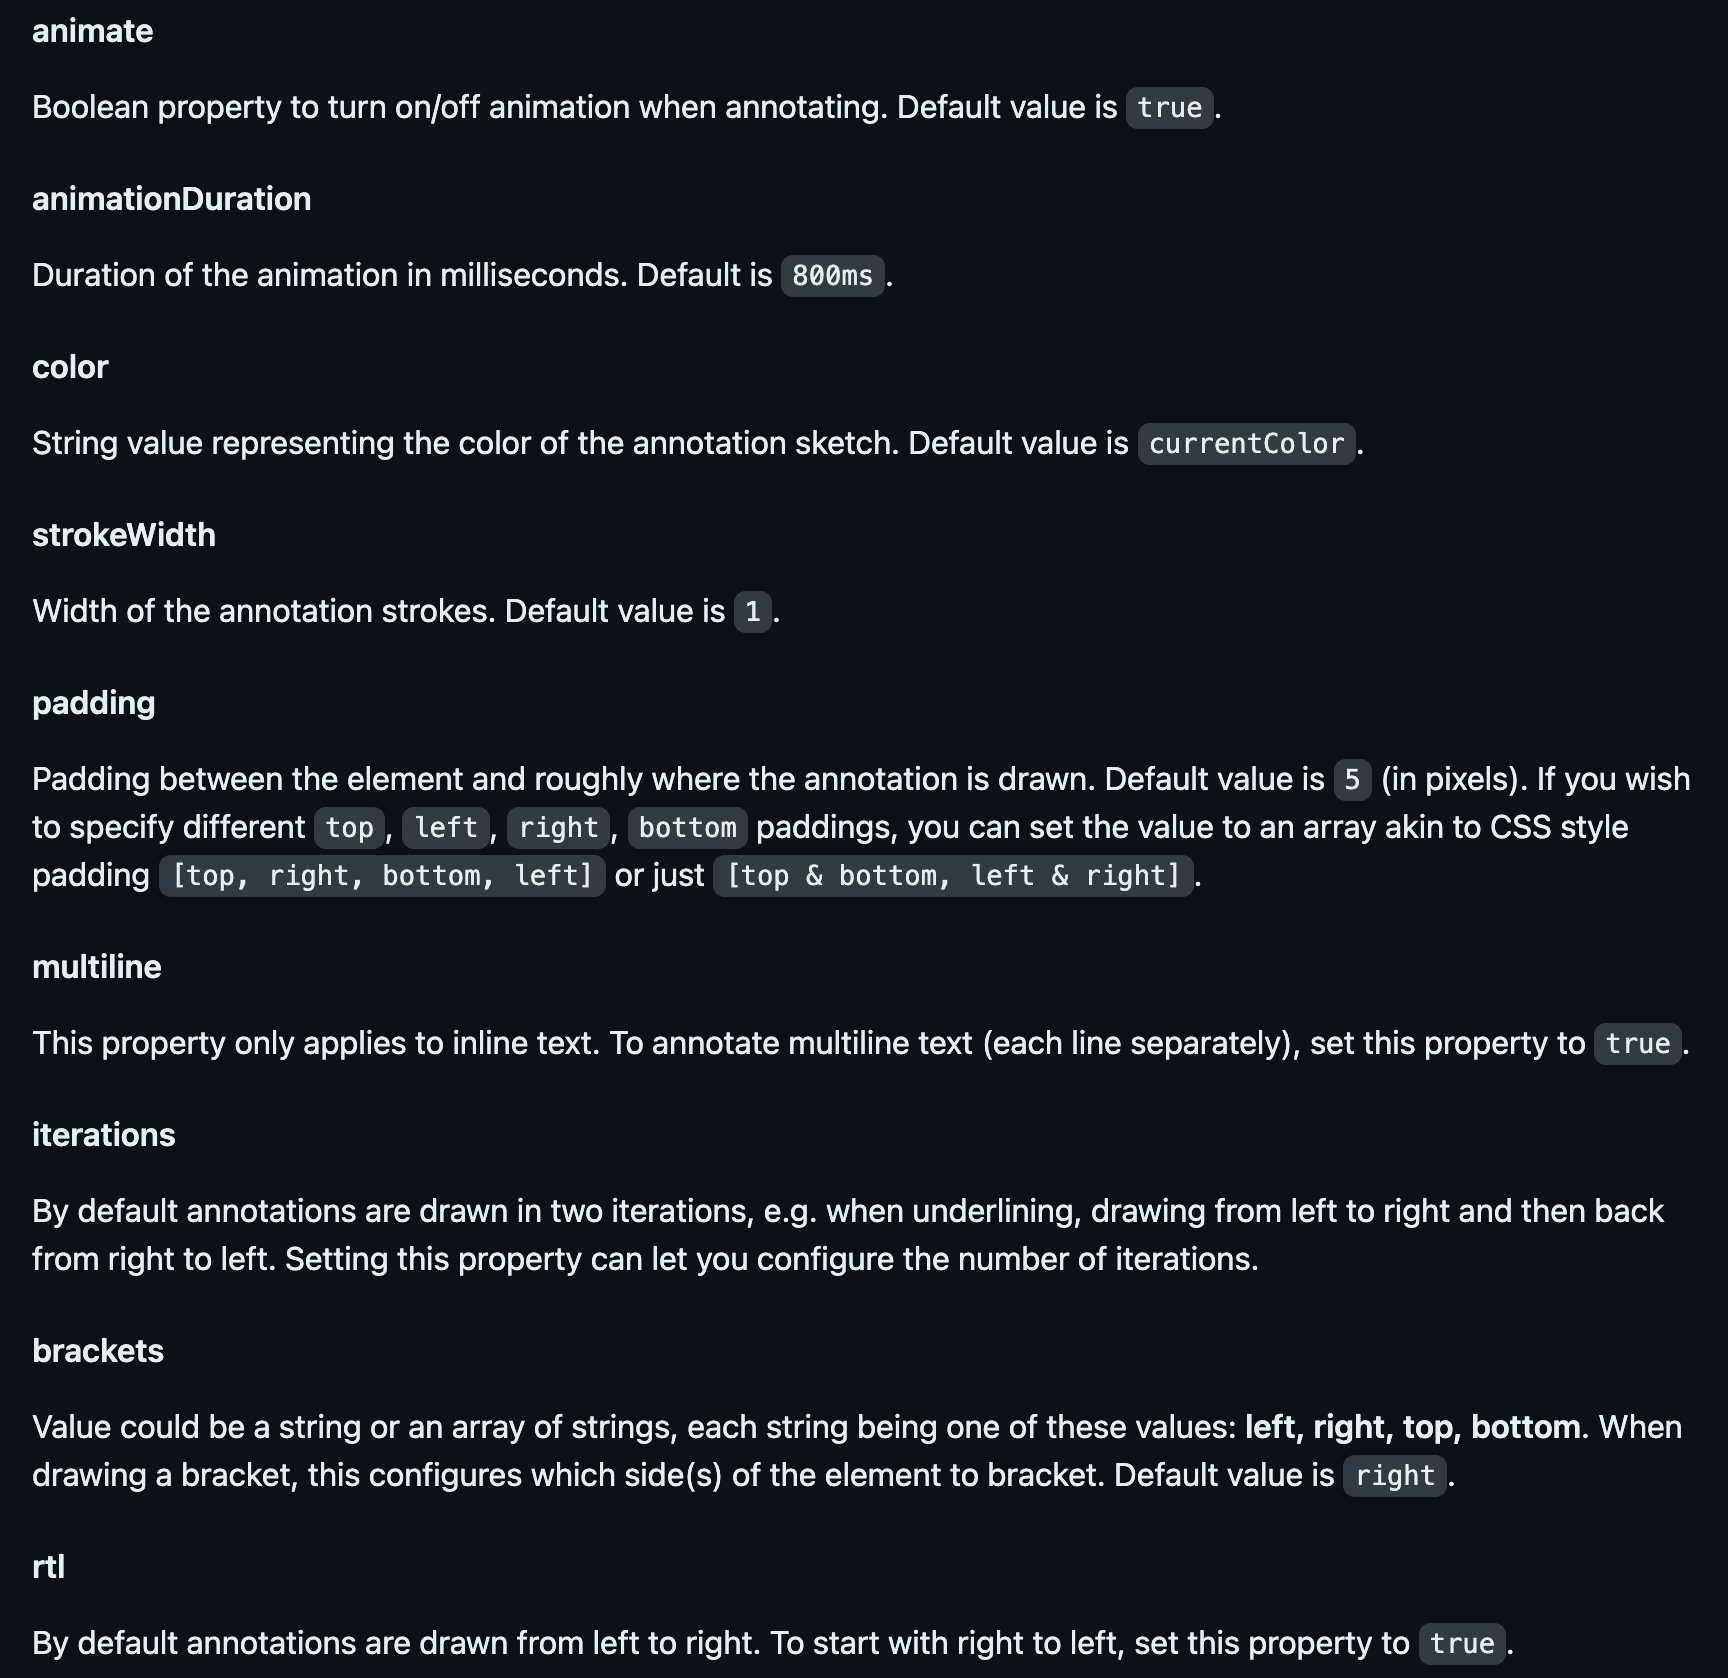 animate
Boolean property to turn on/off animation when annotating. Default value is true.
animationDuration
Duration of the animation in milliseconds. Default is 800ms.
color
String value representing the color of the annotation sketch. Default value is currentColor.
strokeWidth
Width of the annotation strokes. Default value is 1.
padding
Padding between the element and roughly where the annotation is drawn. Default value is 5 (in pixels). If you wish
to specify different top, left, right, bottom paddings, you can set the value to an array akin to CSS style
padding [top, right, bottom, left] or just [top & bottom, left & right].
multiline
This property only applies to inline text. To annotate multiline text (each line separately), set this property to true.
iterations
By default annotations are drawn in two iterations, e.g. when underlining, drawing from left to right and then back
from right to left. Setting this property can let you configure the number of iterations.
brackets
Value could be a string or an array of strings, each string being one of these values: left, right, top, bottom. When
drawing a bracket, this configures which side(s) of the element to bracket. Default value is right.
rtl
By default annotations are drawn from left to right. To start with right to left, set this property to true.